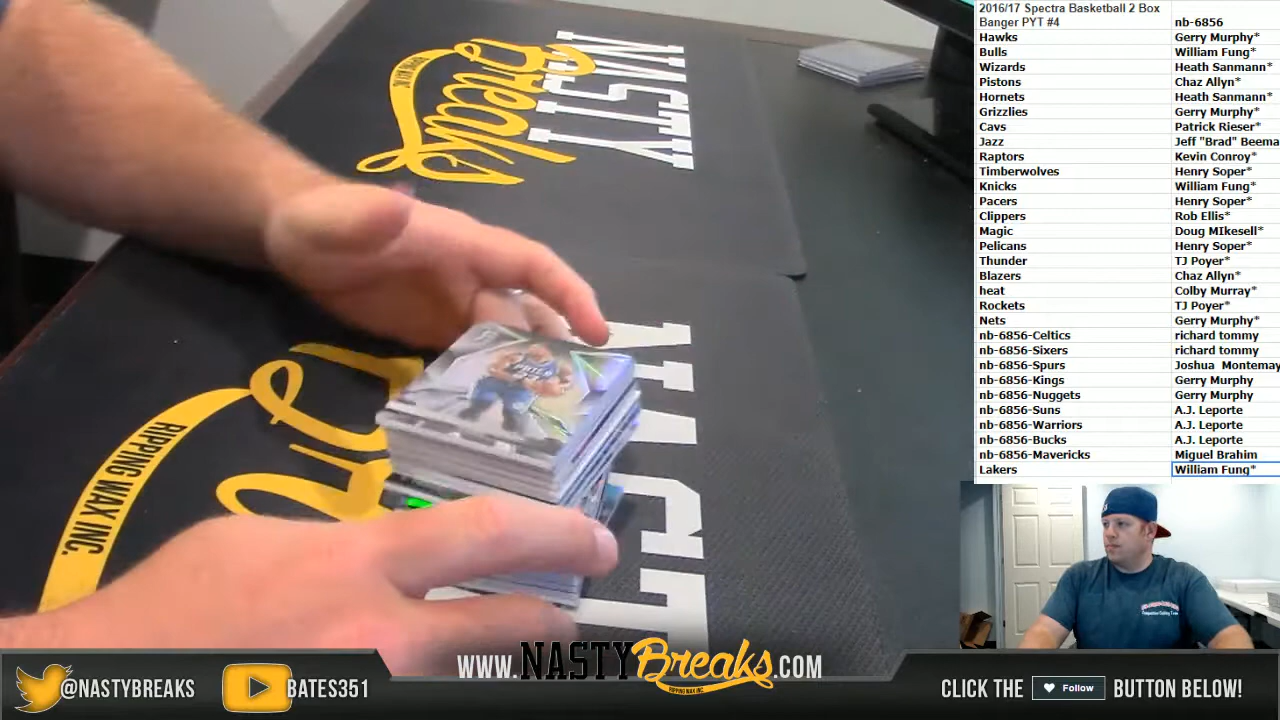 2016/17 Spectra Basketball 2 Box
Banger PYT #4 nb-6856
Hawks Gerry Murphy*
Bulls William Fung*
Wizards Heath Sanmann*
Pistons Chaz Allyn*
Hornets Heath Sanmann*
Grizzlies Gerry Murphy*
Cavs Patrick Rieser*
Jazz Jeff "Brad" Beema
Raptors Kevin Conroy*
Timberwolves Henry Soper*
Knicks William Fung*
Pacers Henry Soper*
Clippers Rob Ellis*
Magic Doug MIkesell*
Pelicans Henry Soper*
Thunder TJ Poyer*
Blazers Chaz Allyn*
heat Colby Murray*
Rockets TJ Poyer*
Nets Gerry Murphy*
nb-6856-Celtics richard tommy
nb-6856-Sixers richard tommy
nb-6856-Spurs Joshua Montemay
nb-6856-Kings Gerry Murphy
nb-6856-Nuggets Gerry Murphy
nb-6856-Suns A.J. Leporte
nb-6856-Warriors A.J. Leporte
nb-6856-Bucks A.J. Leporte
nb-6856-Mavericks Miguel Brahim
Lakers William Fung*
NASTY
Breaks
RIPPING WAX INC.
NAST
RIPPING WAX INC.
@NASTYBREAKS
BATES351
WWW.NASTYBreaks.COM
RIPPING WAX INC.
CLICK THE Follow BUTTON BELOW!